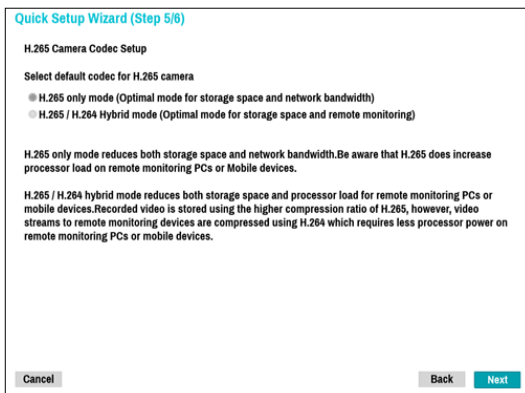 Quick Setup Wizard (Step 5/6)
H.265 Camera Codec Setup
Select default codec for H.265 camera
H.265 only mode (Optimal mode for storage space and network bandwidth)
H.265 / H.264 Hybrid mode (Optimal mode for storage space and remote monitoring)
H.265 only mode reduces both storage space and network bandwidth.Be aware that H.265 does increase
processor load on remote monitoring PCs or Mobile devices.
H.265 / H.264 hybrid mode reduces both storage space and processor load for remote monitoring PCs or
mobile devices.Recorded video is stored using the higher compression ratio of H.265, however, video
streams to remote monitoring devices are compressed using H.264 which requires less processor power on
remote monitoring PCs or mobile devices.
Cancel Back Next